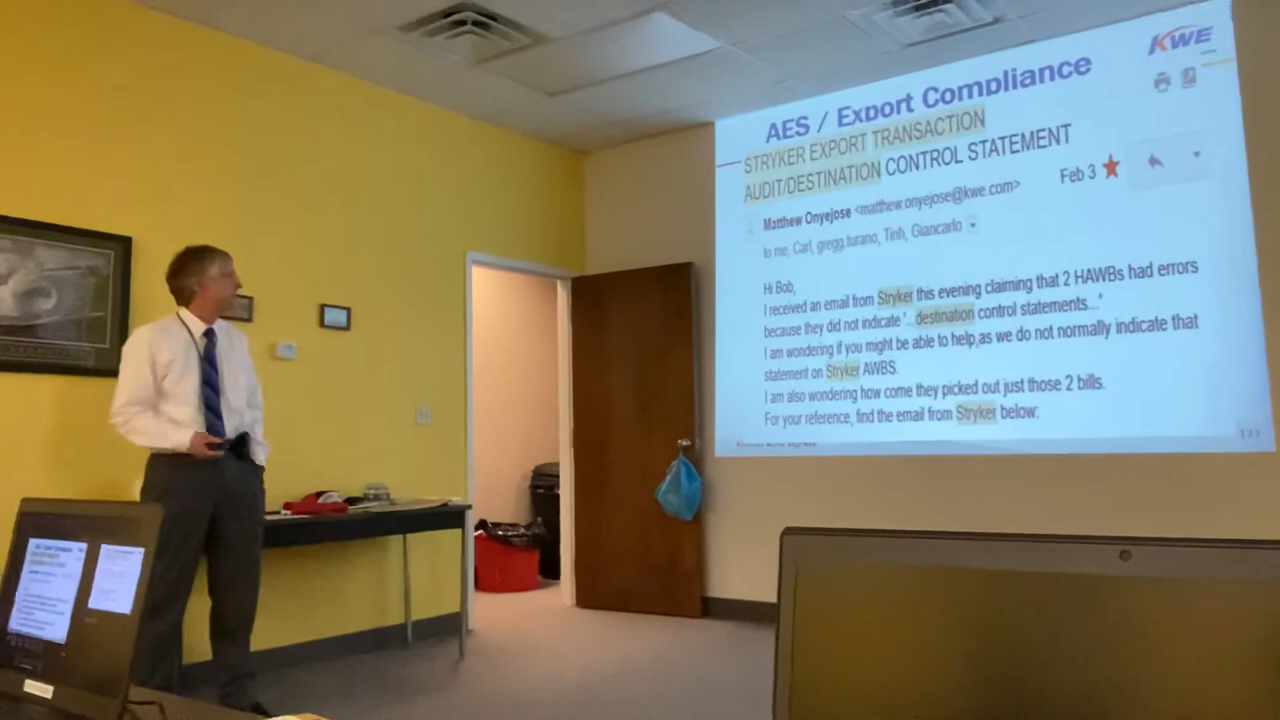 KWE
AES / Export Compliance
STRYKER EXPORT TRANSACTION
AUDIT/DESTINATION CONTROL STATEMENT
Feb 3
Matthew Onyejose <matthew.onyejose@kwe.com>
to me, Carl, gregg.turano, Tinh, Giancarlo
Hi Bob,
I received an email from Stryker this evening claiming that 2 HAWBs had errors
because they did not indicate '...destination control statements...'
I am wondering if you might be able to help,as we do not normally indicate that
statement on Stryker AWBS.
I am also wondering how come they picked out just those 2 bills.
For your reference, find the email from Stryker below:
177